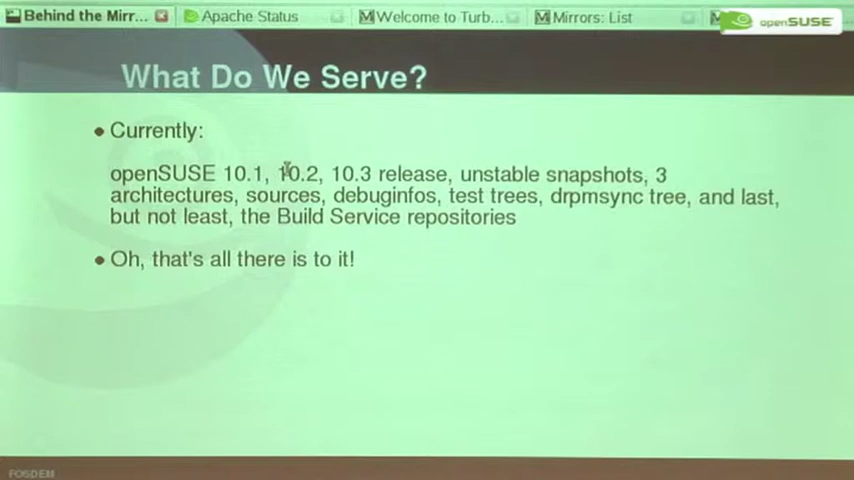 Behind the Mirr...
Apache Status
Welcome to Turb...
Mirrors: List
openSUSE
What Do We Serve?
• Currently:
openSUSE 10.1, 10.2, 10.3 release, unstable snapshots, 3
architectures, sources, debuginfos, test trees, drpmsync tree, and last,
but not least, the Build Service repositories
• Oh, that's all there is to it!
FOSDEM